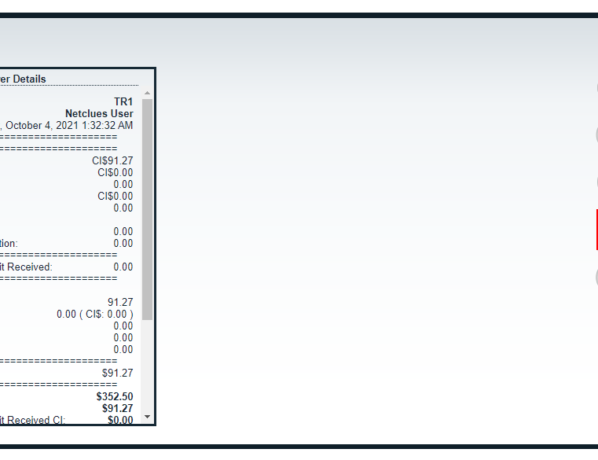 er Details
TR1
Netclues User
, October 4, 2021 1:32:32 AM
=====================
=====================
CI$91.27
CI$0.00
0.00
CI$0.00
0.00
0.00
tion: 0.00
=====================
it Received: 0.00
=====================
91.27
0.00 ( CI$: 0.00 )
0.00
0.00
0.00
=====================
$91.27
=====================
$352.50
$91.27
it Received CI: $0.00